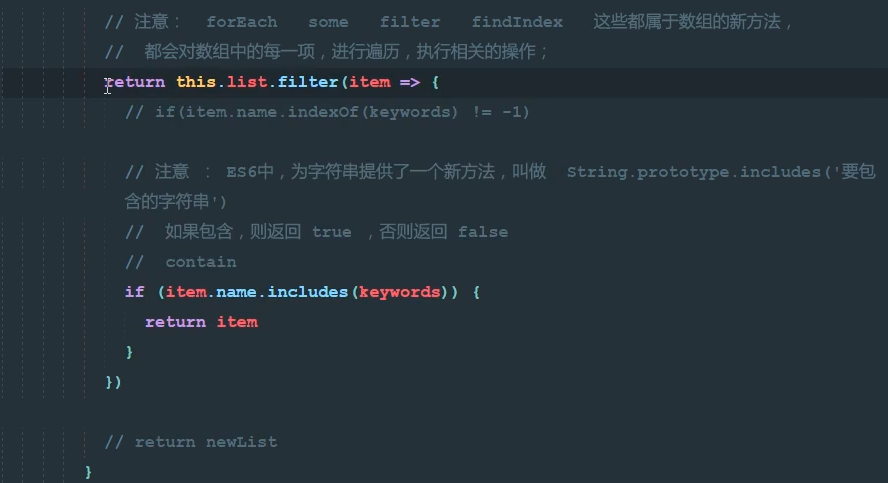 // 注意： forEach some filter findIndex 这些都属于数组的新方法，
// 都会对数组中的每一项，进行遍历，执行相关的操作；
return this.list.filter(item => {
// if(item.name.indexOf(keywords) != -1)
// 注意 ： ES6中，为字符串提供了一个新方法，叫做 String.prototype.includes('要包
含的字符串')
// 如果包含，则返回 true ，否则返回 false
// contain
if (item.name.includes(keywords)) {
return item
}
})
// return newList
}